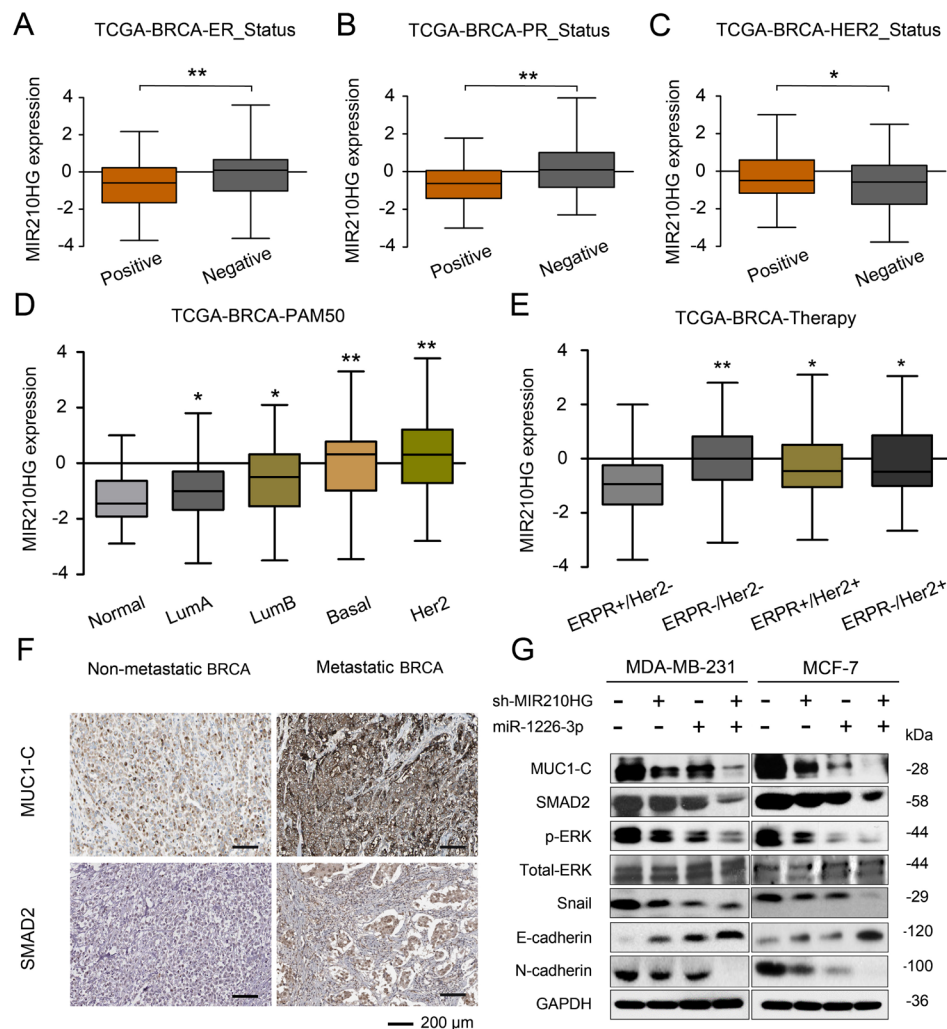 A
TCGA-BRCA-ER_Status
**
MIR210HG expression
4
2
0
-2
-4
Positive
Negative
B
TCGA-BRCA-PR_Status
**
MIR210HG expression
4
2
0
-2
-4
Positive
Negative
C
TCGA-BRCA-HER2_Status
*
MIR210HG expression
4
2
0
-2
-4
Positive
Negative
D
TCGA-BRCA-PAM50
MIR210HG expression
4
2
0
-2
-4
* * ** **
Normal LumA LumB Basal Her2
E
TCGA-BRCA-Therapy
MIR210HG expression
4
2
0
-2
-4
** * *
ERPR+/Her2- ERPR-/Her2- ERPR+/Her2+ ERPR-/Her2+
F
Non-metastatic BRCA Metastatic BRCA
MUC1-C
SMAD2
200 μm
G
MDA-MB-231 MCF-7
sh-MIR210HG - + - + - + - +
miR-1226-3p - - + + - - + +
kDa
MUC1-C -28
SMAD2 -58
p-ERK -44
Total-ERK -44
Snail -29
E-cadherin -120
N-cadherin -100
GAPDH -36